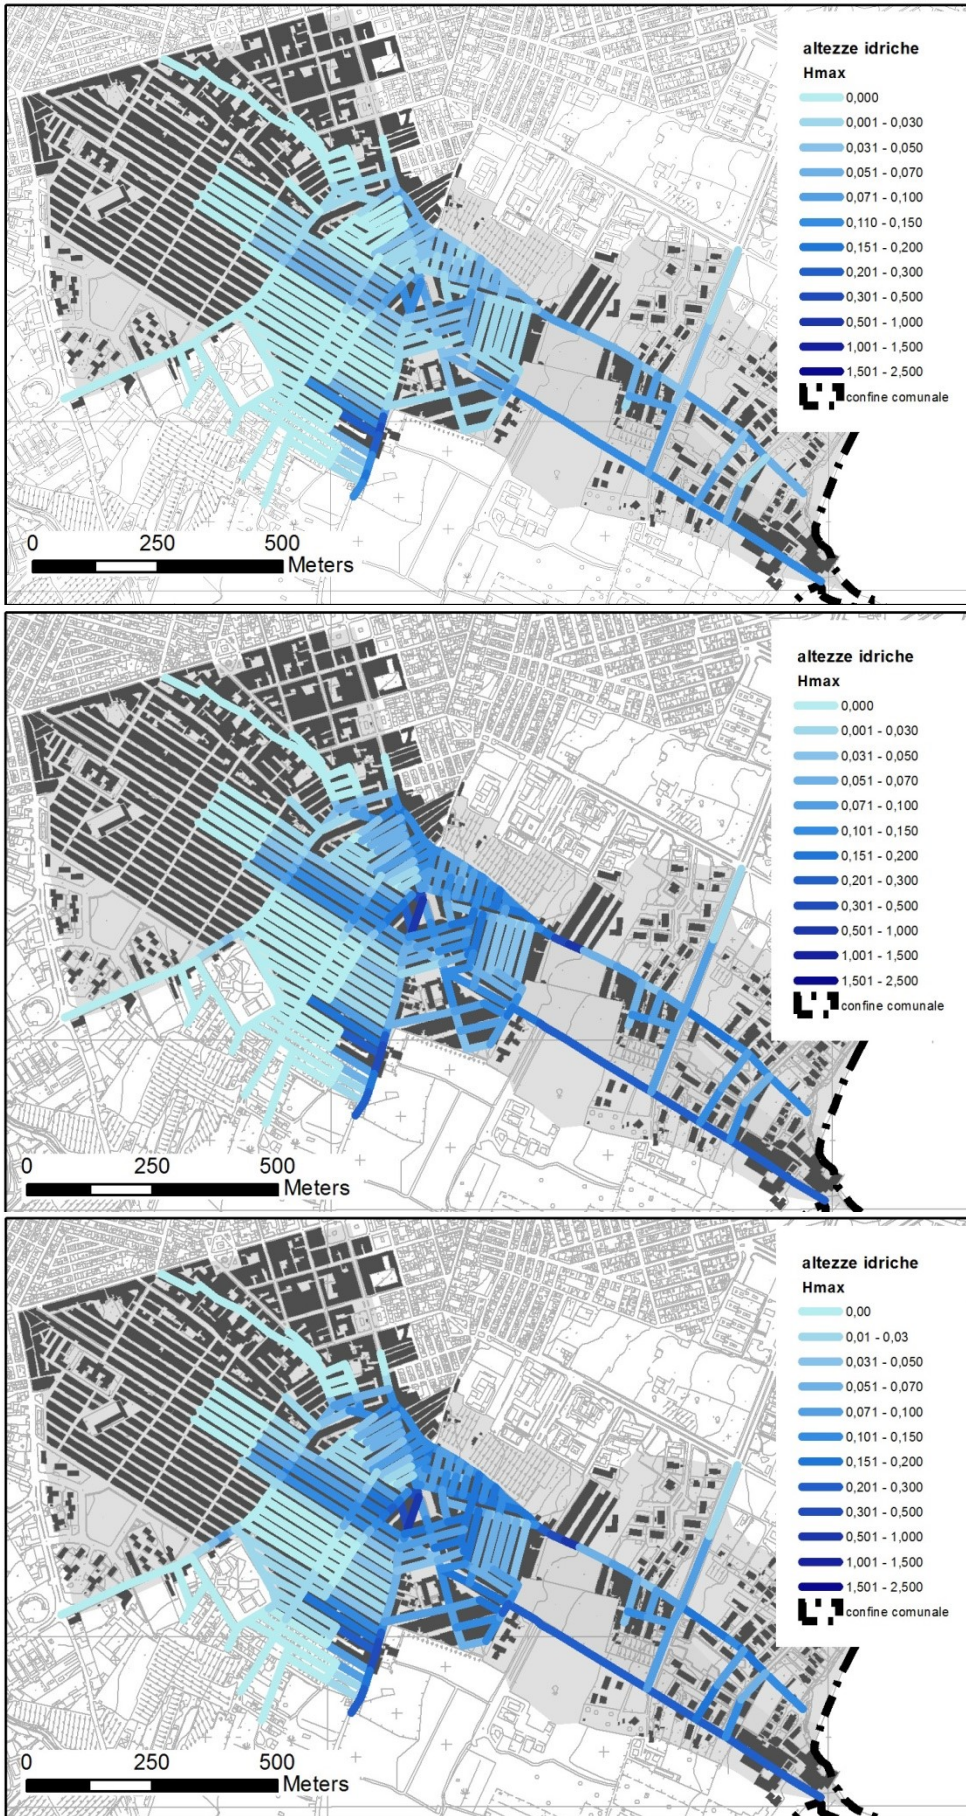 altezze idriche
Hmax
0,000
0,001 - 0,030
0,031 - 0,050
0,051 - 0,070
0,071 - 0,100
0,110 - 0,150
0,151 - 0,200
0,201 - 0,300
0,301 - 0,500
0,501 - 1,000
1,001 - 1,500
1,501 - 2,500
confine comunale
0 250 500
Meters
altezze idriche
Hmax
0,000
0,001 - 0,030
0,031 - 0,050
0,051 - 0,070
0,071 - 0,100
0,101 - 0,150
0,151 - 0,200
0,201 - 0,300
0,301 - 0,500
0,501 - 1,000
1,001 - 1,500
1,501 - 2,500
confine comunale
0 250 500
Meters
altezze idriche
Hmax
0,00
0,01 - 0,03
0,031 - 0,050
0,051 - 0,070
0,071 - 0,100
0,101 - 0,150
0,151 - 0,200
0,201 - 0,300
0,301 - 0,500
0,501 - 1,000
1,001 - 1,500
1,501 - 2,500
confine comunale
0 250 500
Meters